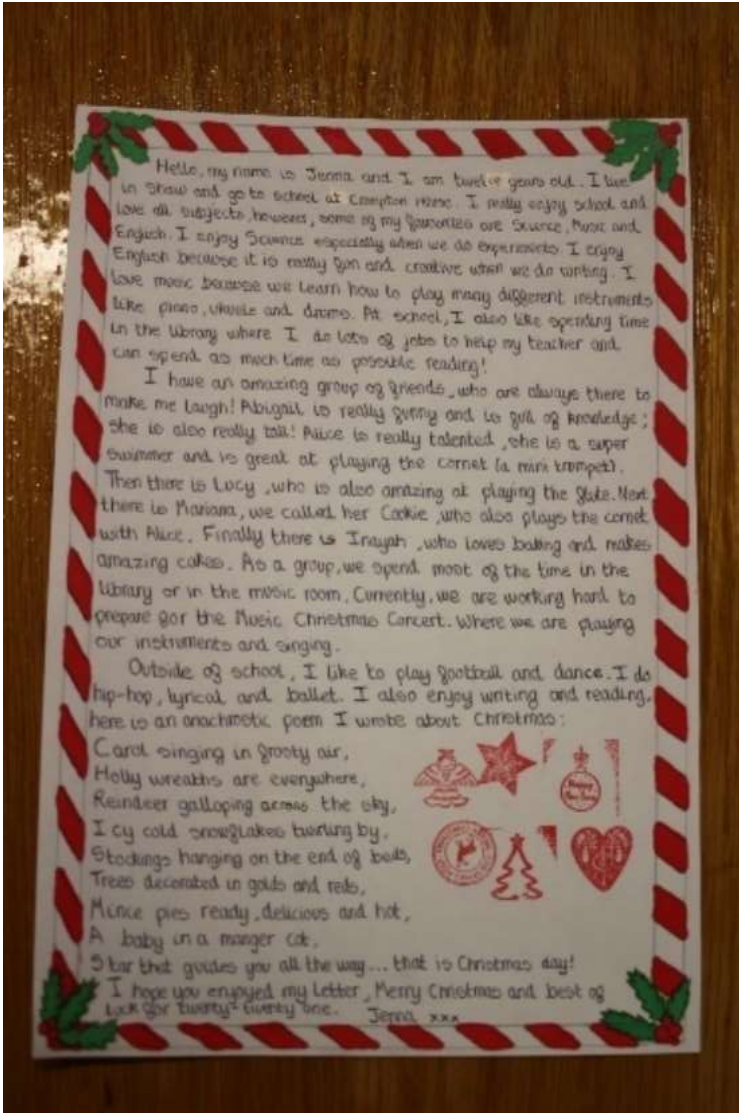 Hello, my name is Jenna and I am twelve years old. I live
in Shaw and go to school at Crompton House. I really enjoy school and
love all subjects, however, some of my favourites are Science, Music and
English. I enjoy Science especially when we do experiments. I enjoy
English because it is really fun and creative when we do writing. I
love music because we learn how to play many different instruments
like piano, ukulele and drums. At school, I also like spending time
in the library where I do lots of jobs to help my teacher and
can spend as much time as possible reading!
I have an amazing group of friends, who are always there to
make me laugh! Abigail is really funny and is full of knowledge;
she is also really tall! Alice is really talented, she is a super
swimmer and is great at playing the cornet (a mini trompet).
Then there is Lucy, who is also amazing at playing the flute. Next
there is Mariana, we called her Cookie, who also plays the cornet
with Alice. Finally there is Inayah, who loves baking and makes
amazing cakes. As a group, we spend most of the time in the
library or in the music room. Currently, we are working hard to
prepare for the Music Christmas Concert. Where we are playing
our instruments and singing.
Outside of school, I like to play football and dance. I do
hip-hop, lyrical and ballet. I also enjoy writing and reading,
here is an anachrostic poem I wrote about Christmas:
Carol singing in frosty air,
Holly wreaths are everywhere,
Reindeer galloping across the sky,
Icy cold snowflakes twirling by,
Stockings hanging on the end of beds,
Trees decorated in golds and reds,
Mince pies ready, delicious and hot,
A baby in a manger cot,
Star that guides you all the way... that is Christmas day!
I hope you enjoyed my letter, Merry Christmas and best of
luck for twenty-twenty one. Jenna xxx